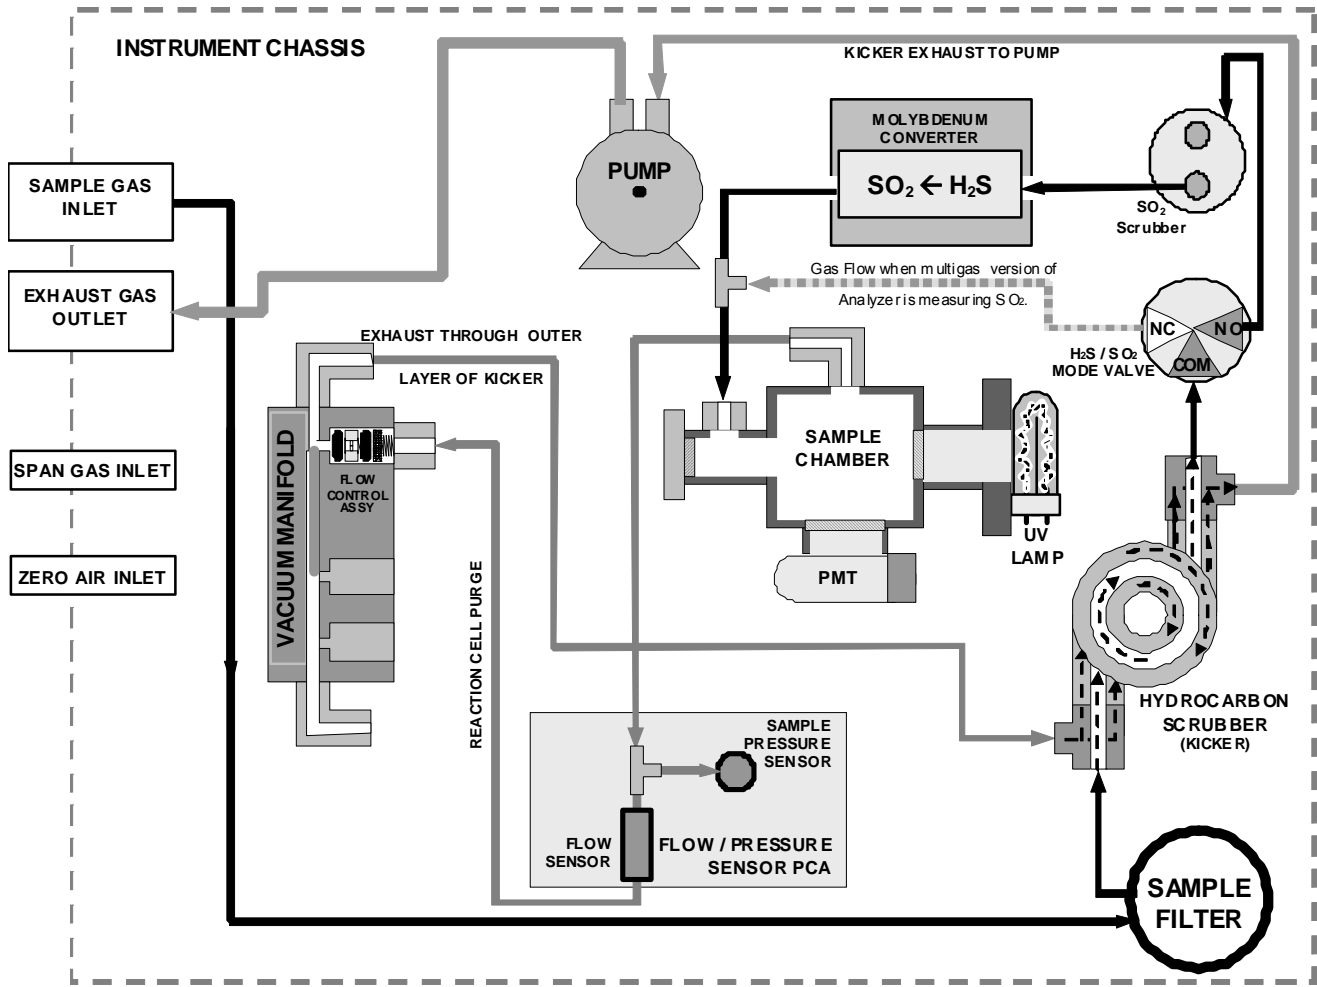 INSTRUMENT CHASSIS
KICKER EXHAUST TO PUMP
MOLYBDENUM
CONVERTER
SO₂ ← H₂S
PUMP
SO₂
Scrubber
SAMPLE GAS
INLET
EXHAUST GAS
OUTLET
SPAN GAS INLET
ZERO AIR INLET
Gas Flow when multigas version of
Analyzer is measuring SO₂.
NC
NO
COM
H₂S / SO₂
MODE VALVE
EXHAUST THROUGH OUTER
LAYER OF KICKER
VACUUM MANIFOLD
FLOW
CONTROL
ASSY
SAMPLE
CHAMBER
UV
LAMP
PMT
REACTION CELL PURGE
HYDROCARBON
SCRUBBER
(KICKER)
SAMPLE
PRESSURE
SENSOR
FLOW
SENSOR
FLOW / PRESSURE
SENSOR PCA
SAMPLE
FILTER